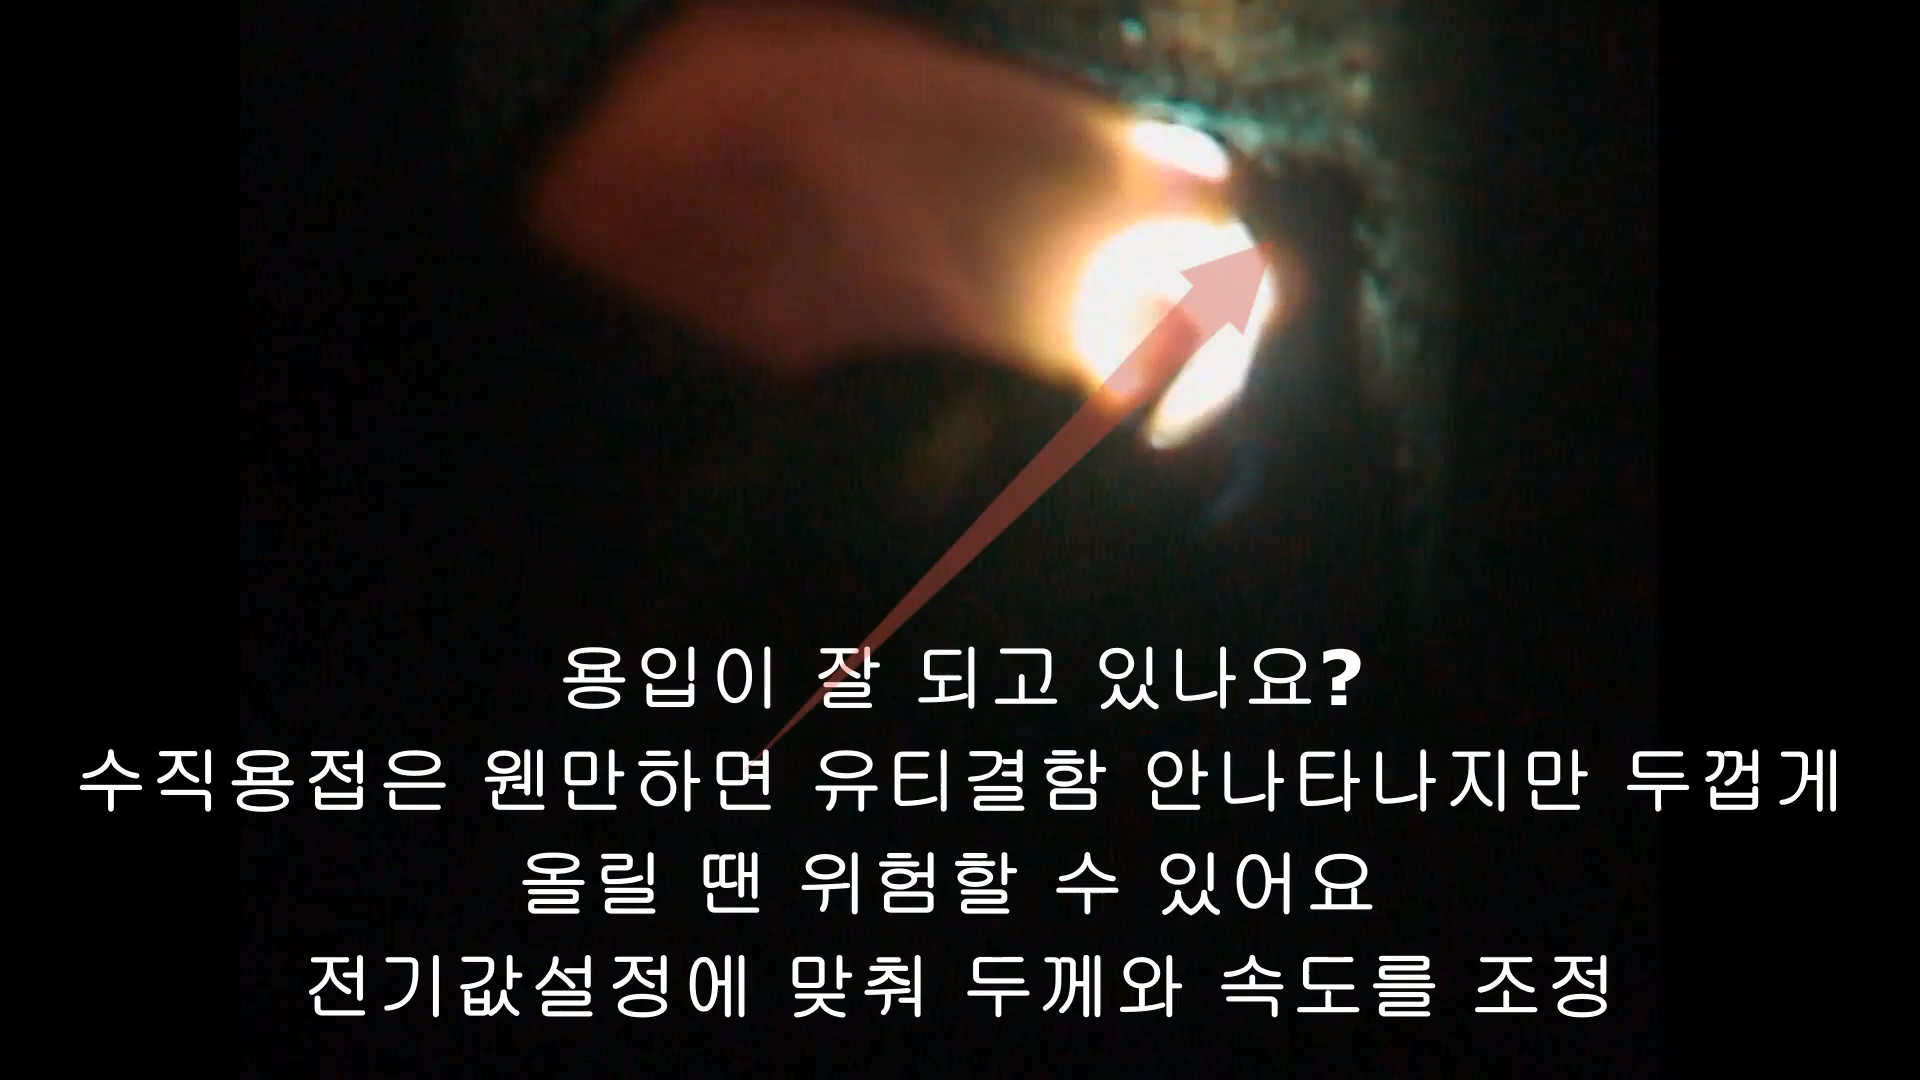 용입이 잘 되고 있나요?
수직용접은 웬만하면 유티결함 안나타나지만 두껍게
올릴 땐 위험할 수 있어요
전기값설정에 맞춰 두께와 속도를 조정